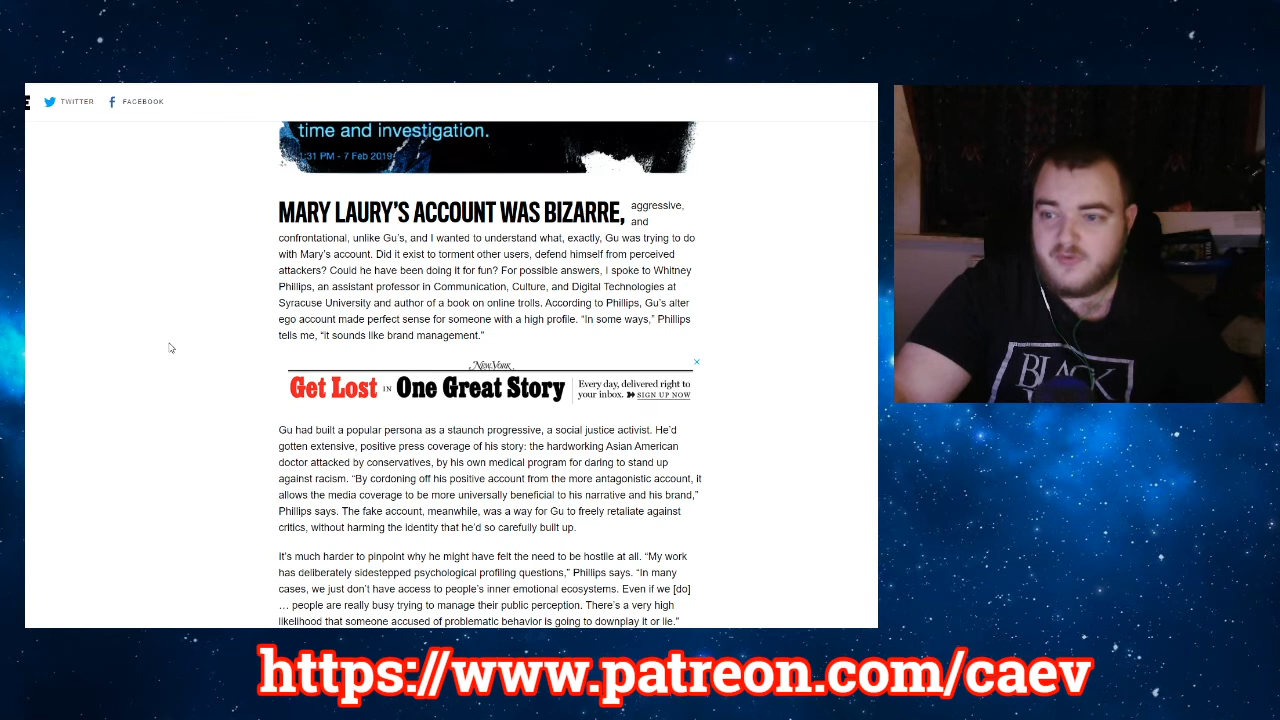 E TWITTER FACEBOOK
time and investigation.
1:31 PM - 7 Feb 2019
MARY LAURY'S ACCOUNT WAS BIZARRE, aggressive,
and
confrontational, unlike Gu's, and I wanted to understand what, exactly, Gu was trying to do
with Mary's account. Did it exist to torment other users, defend himself from perceived
attackers? Could he have been doing it for fun? For possible answers, I spoke to Whitney
Phillips, an assistant professor in Communication, Culture, and Digital Technologies at
Syracuse University and author of a book on online trolls. According to Phillips, Gu's alter
ego account made perfect sense for someone with a high profile. “In some ways,” Phillips
tells me, “it sounds like brand management.”
NEW YORK
Get Lost IN One Great Story
Every day, delivered right to
your inbox. SIGN UP NOW
Gu had built a popular persona as a staunch progressive, a social justice activist. He'd
gotten extensive, positive press coverage of his story: the hardworking Asian American
doctor attacked by conservatives, by his own medical program for daring to stand up
against racism. “By cordoning off his positive account from the more antagonistic account, it
allows the media coverage to be more universally beneficial to his narrative and his brand,”
Phillips says. The fake account, meanwhile, was a way for Gu to freely retaliate against
critics, without harming the identity that he'd so carefully built up.
It's much harder to pinpoint why he might have felt the need to be hostile at all. “My work
has deliberately sidestepped psychological profiling questions,” Phillips says. “In many
cases, we just don't have access to people's inner emotional ecosystems. Even if we [do]
… people are really busy trying to manage their public perception. There's a very high
likelihood that someone accused of problematic behavior is going to downplay it or lie.”
BLACK
https://www.patreon.com/caev